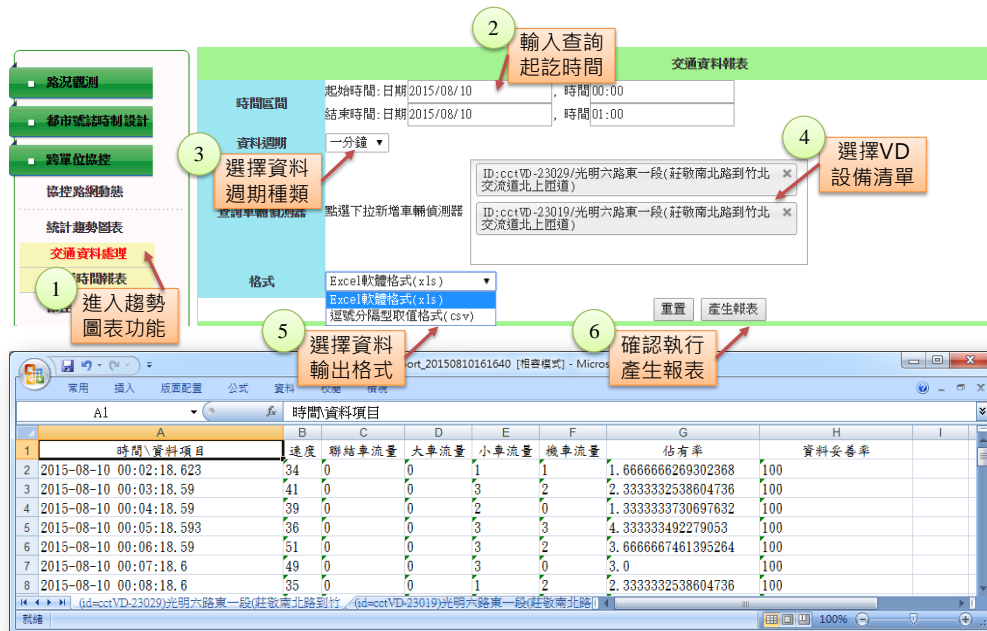 2
輸入查詢
起訖時間
交通資料報表
路況觀測
都市號誌時制設計
跨單位協控
協控路網動態
統計趨勢圖表
交通資料處理
時間報表
1
進入趨勢
圖表功能
時間區間
起始時間:日期 2015/08/10 , 時間 00:00
結束時間:日期 2015/08/10 , 時間 01:00
資料週期
一分鐘
3
選擇資料
週期種類
4
選擇VD
設備清單
查詢車輛偵測器
點選下拉新增車輛偵測器
ID:cctVD-23029/光明六路東一段(莊敬南北路到竹北
交流道北上匝道)
ID:cctVD-23019/光明六路東一段(莊敬南北路到竹北
交流道北上匝道)
格式
Excel軟體格式(xls)
Excel軟體格式(xls)
逗號分隔型取值格式(csv)
重置
產生報表
5
選擇資料
輸出格式
6
確認執行
產生報表
ort_20150810161640 [相容模式] - Micros
常用 插入 版面配置 公式 資料 校閱 檢視
A1 fx 時間\資料項目
A B C D E F G H I
1 時間\資料項目 速度 聯結車流量 大車流量 小車流量 機車流量 佔有率 資料妥善率
2 2015-08-10 00:02:18.623 34 0 0 1 1 1.6666666269302368 100
3 2015-08-10 00:03:18.59 41 0 0 3 2 2.3333332538604736 100
4 2015-08-10 00:04:18.59 39 0 0 2 0 1.3333333730697632 100
5 2015-08-10 00:05:18.593 36 0 0 3 3 4.333333492279053 100
6 2015-08-10 00:06:18.59 51 0 0 3 2 3.6666667461395264 100
7 2015-08-10 00:07:18.6 49 0 0 3 0 3.0 100
8 2015-08-10 00:08:18.6 35 0 0 1 2 2.3333332538604736 100
(id=cctVD-23029)光明六路東一段(莊敬南北路到竹 (id=cctVD-23019)光明六路東一段(莊敬南北路
就緒 100%